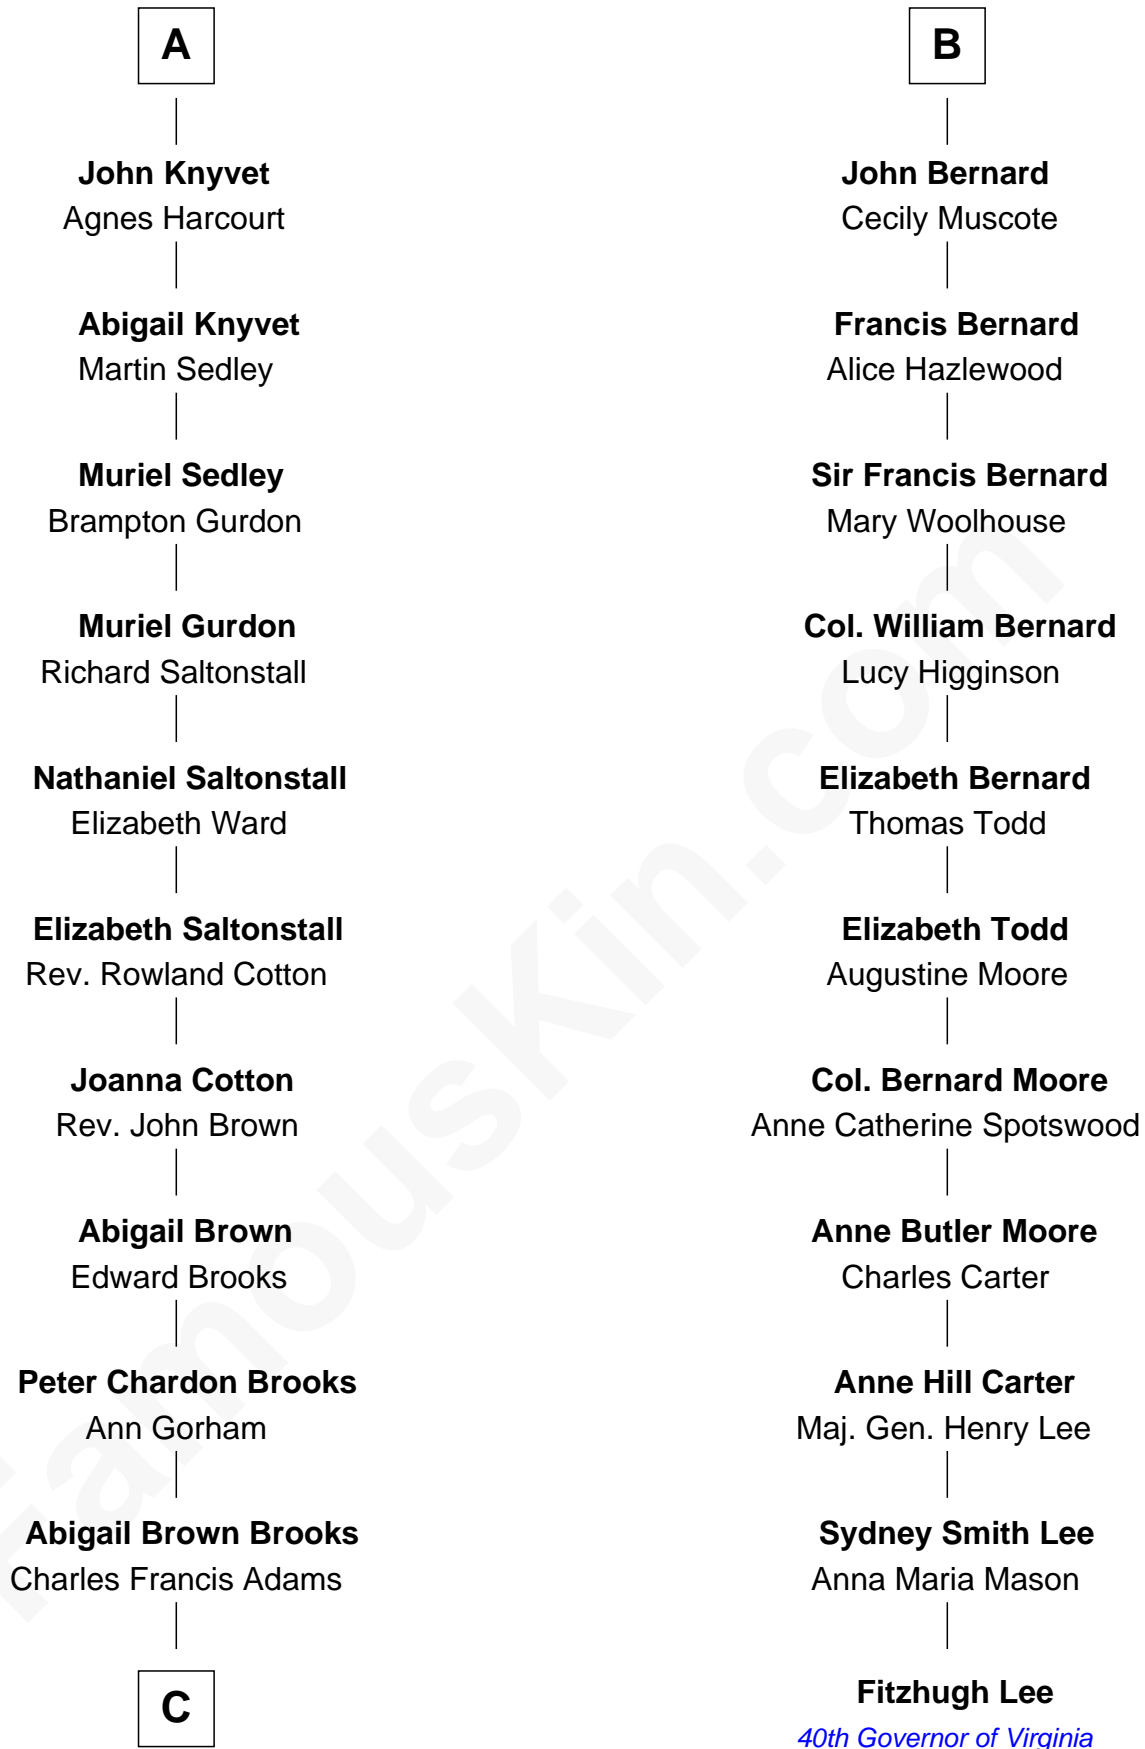 A
John Knyvet
Agnes Harcourt
Abigail Knyvet
Martin Sedley
Muriel Sedley
Brampton Gurdon
Muriel Gurdon
Richard Saltonstall
Nathaniel Saltonstall
Elizabeth Ward
Elizabeth Saltonstall
Rev. Rowland Cotton
Joanna Cotton
Rev. John Brown
Abigail Brown
Edward Brooks
Peter Chardon Brooks
Ann Gorham
Abigail Brown Brooks
Charles Francis Adams
C
B
John Bernard
Cecily Muscote
Francis Bernard
Alice Hazlewood
Sir Francis Bernard
Mary Woolhouse
Col. William Bernard
Lucy Higginson
Elizabeth Bernard
Thomas Todd
Elizabeth Todd
Augustine Moore
Col. Bernard Moore
Anne Catherine Spotswood
Anne Butler Moore
Charles Carter
Anne Hill Carter
Maj. Gen. Henry Lee
Sydney Smith Lee
Anna Maria Mason
Fitzhugh Lee
40th Governor of Virginia
FamousKin.com